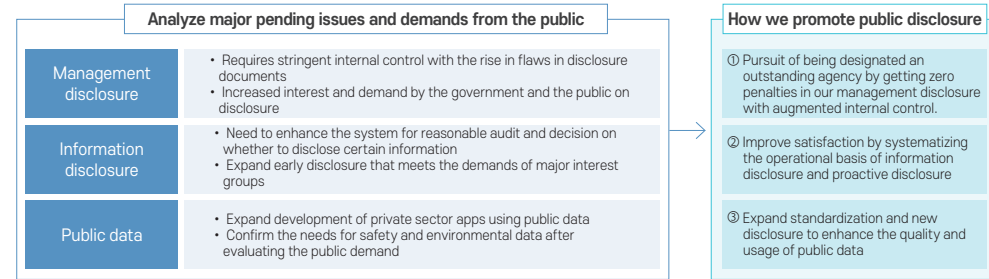 Analyze major pending issues and demands from the public
Management
disclosure
• Requires stringent internal control with the rise in flaws in disclosure
documents
• Increased interest and demand by the government and the public on
disclosure
Information
disclosure
• Need to enhance the system for reasonable audit and decision on
whether to disclose certain information
• Expand early disclosure that meets the demands of major interest
groups
Public data
• Expand development of private sector apps using public data
• Confirm the needs for safety and environmental data after
evaluating the public demand
How we promote public disclosure
① Pursuit of being designated an
outstanding agency by getting zero
penalties in our management disclosure
with augmented internal control.
② Improve satisfaction by systematizing
the operational basis of information
disclosure and proactive disclosure
③ Expand standardization and new
disclosure to enhance the quality and
usage of public data